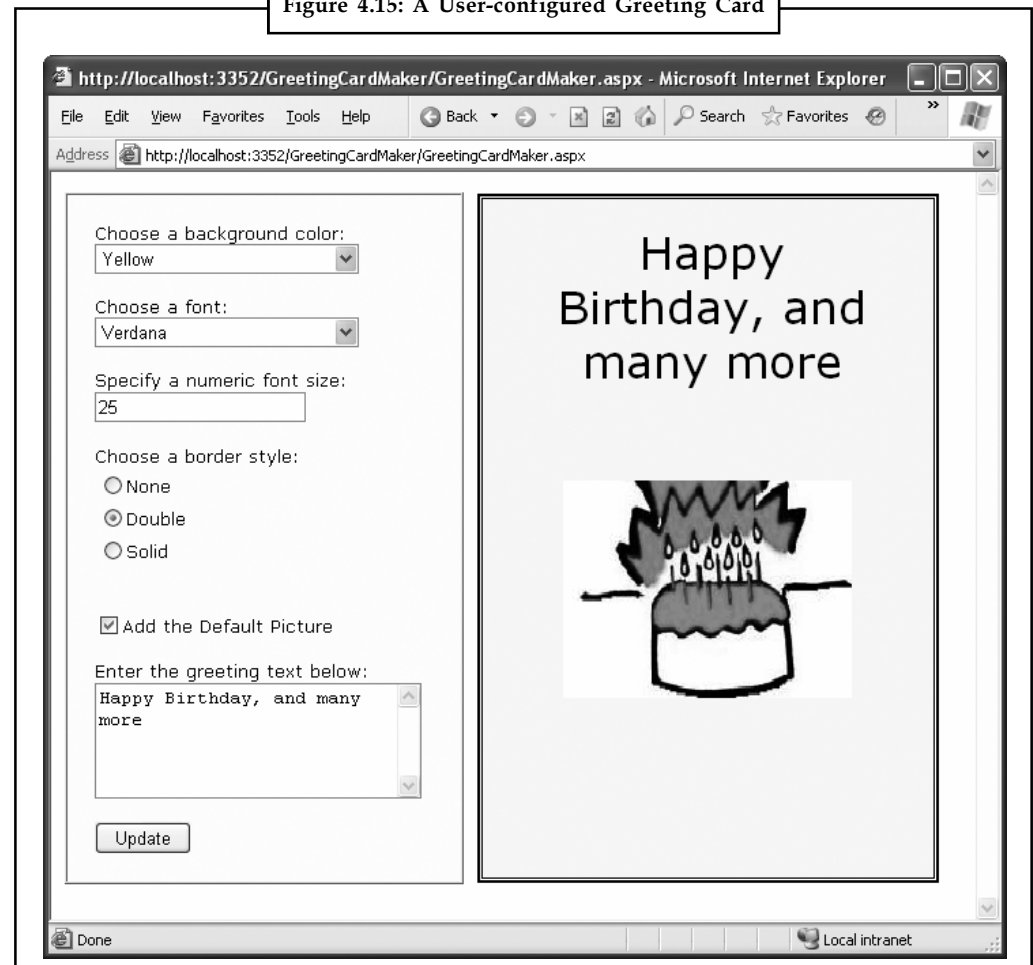 Figure 4.15: A User-configured Greeting Card
http://localhost:3352/GreetingCardMaker/GreetingCardMaker.aspx - Microsoft Internet Explorer
File Edit View Favorites Tools Help Back Search Favorites »
Address http://localhost:3352/GreetingCardMaker/GreetingCardMaker.aspx
Choose a background color:
Yellow
Choose a font:
Verdana
Specify a numeric font size:
25
Choose a border style:
None
Double
Solid
Add the Default Picture
Enter the greeting text below:
Happy Birthday, and many
more
Update
Happy
Birthday, and
many more
Done Local intranet